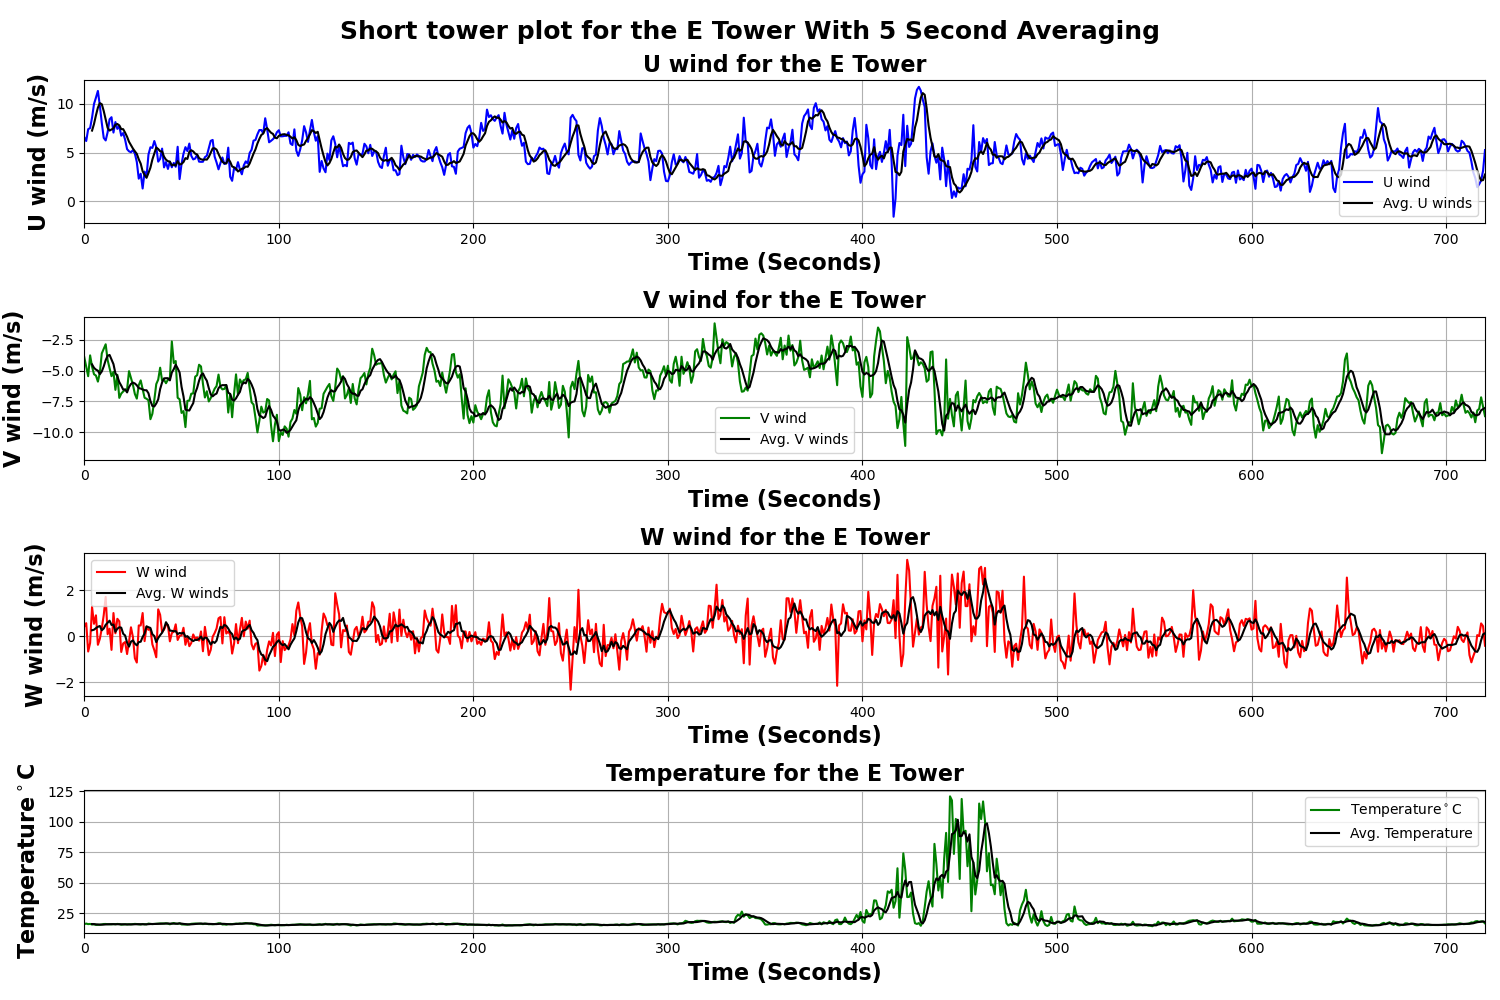 Short tower plot for the E Tower With 5 Second Averaging
U wind for the E Tower
U wind (m/s)
10
5
0
U wind
Avg. U winds
0 100 200 300 400 500 600 700
Time (Seconds)
V wind for the E Tower
V wind (m/s)
−2.5
−5.0
−7.5
−10.0
V wind
Avg. V winds
0 100 200 300 400 500 600 700
Time (Seconds)
W wind for the E Tower
W wind (m/s)
2
0
−2
W wind
Avg. W winds
0 100 200 300 400 500 600 700
Time (Seconds)
Temperature for the E Tower
Temperature°C
125
100
75
50
25
Temperature°C
Avg. Temperature
0 100 200 300 400 500 600 700
Time (Seconds)